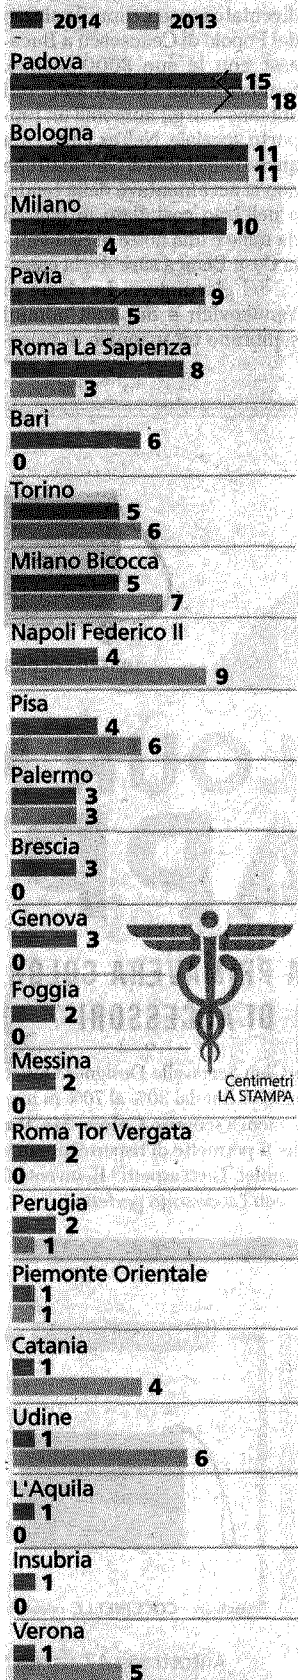 2014 2013
Padova
15
18
Bologna
11
11
Milano
10
4
Pavia
9
5
Roma La Sapienza
8
3
Bari
6
0
Torino
5
6
Milano Bicocca
5
7
Napoli Federico II
4
9
Pisa
4
6
Palermo
3
3
Brescia
3
0
Genova
3
0
Foggia
2
0
Messina
2
0
Centimetri
LA STAMPA
Roma Tor Vergata
2
0
Perugia
2
1
Piemonte Orientale
1
1
Catania
1
4
Udine
1
6
L'Aquila
1
0
Insubria
1
0
Verona
1
5